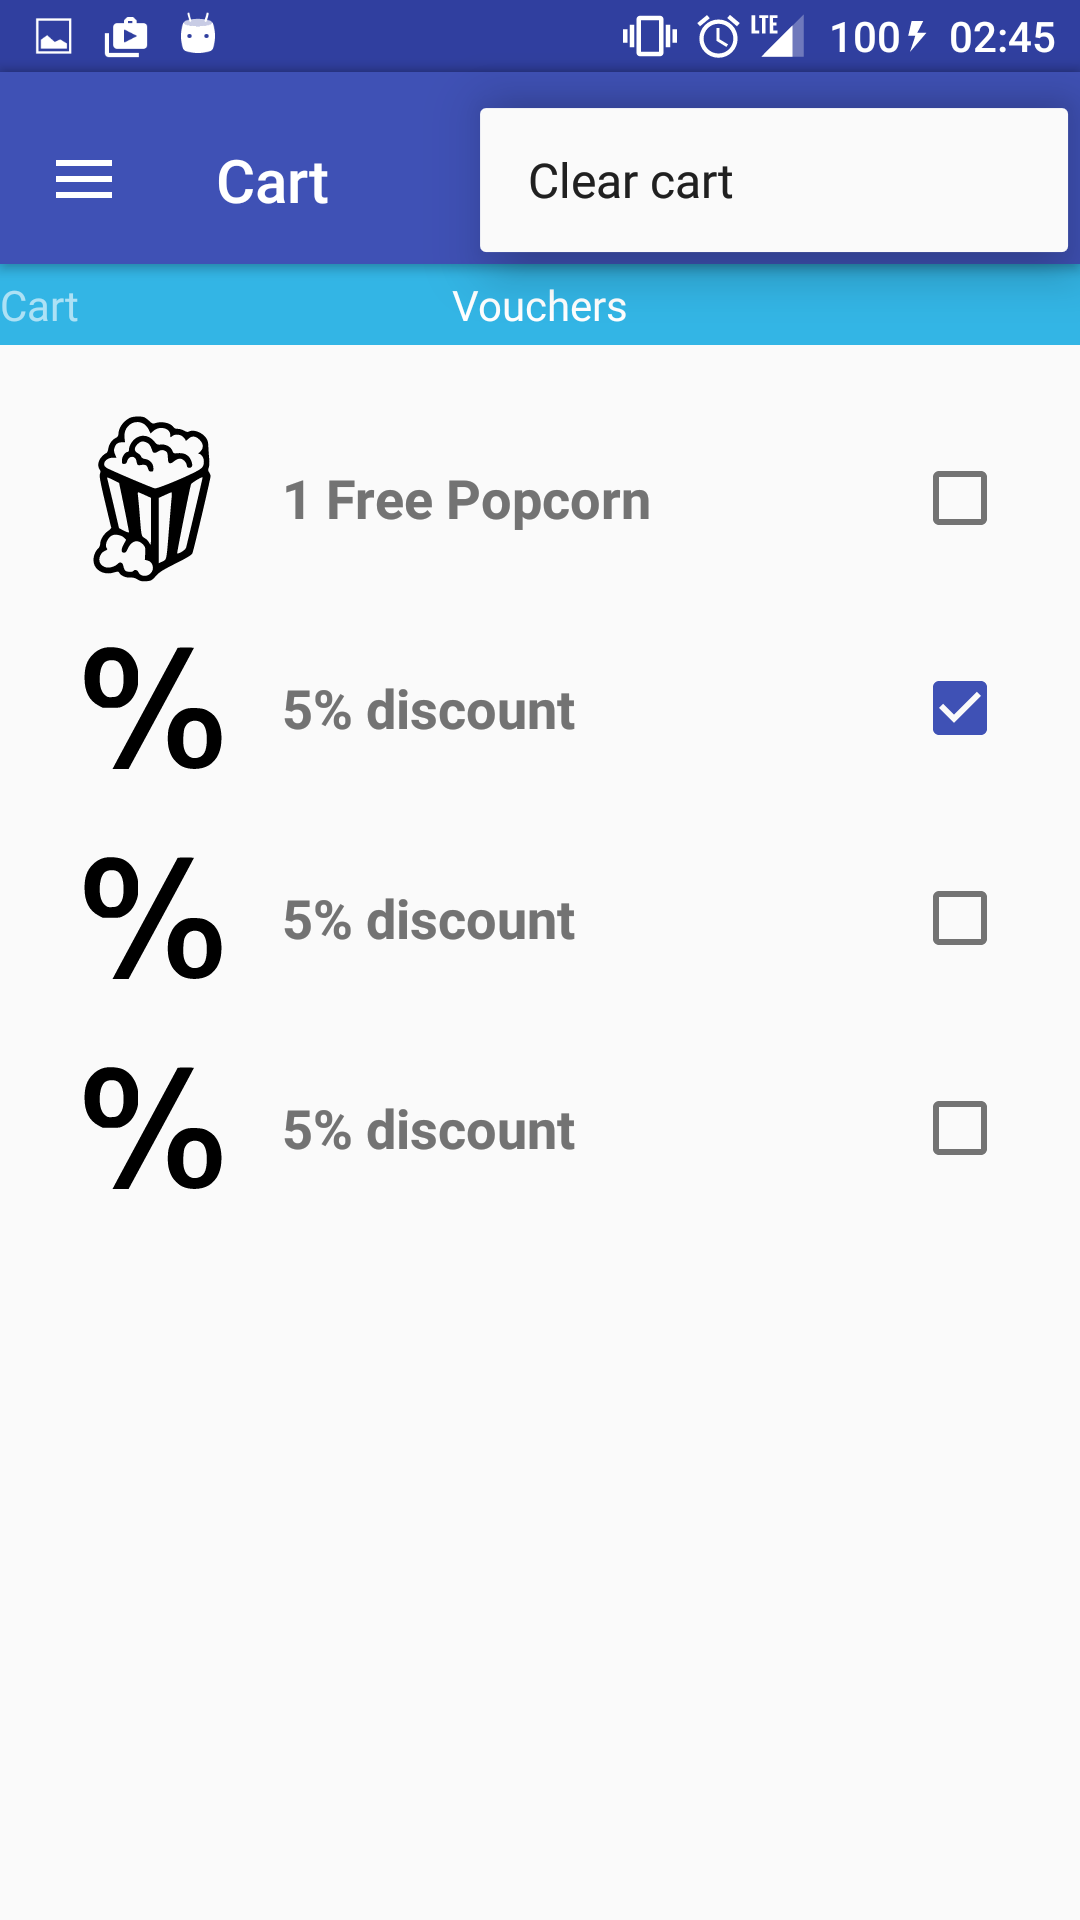 LTE 100 02:45
Cart
Clear cart
Cart Vouchers
1 Free Popcorn
% 5% discount
% 5% discount
% 5% discount